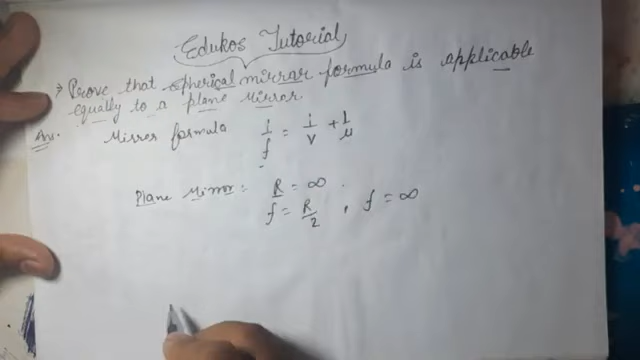 Edukos Tutorial
→ Prove that spherical mirrar formula is applicable
equally to a plane Mirror.
Ans. Mirror formula 1/f = 1/v + 1/u
Plane Mirror: R = ∞
f = R/2 , f = ∞